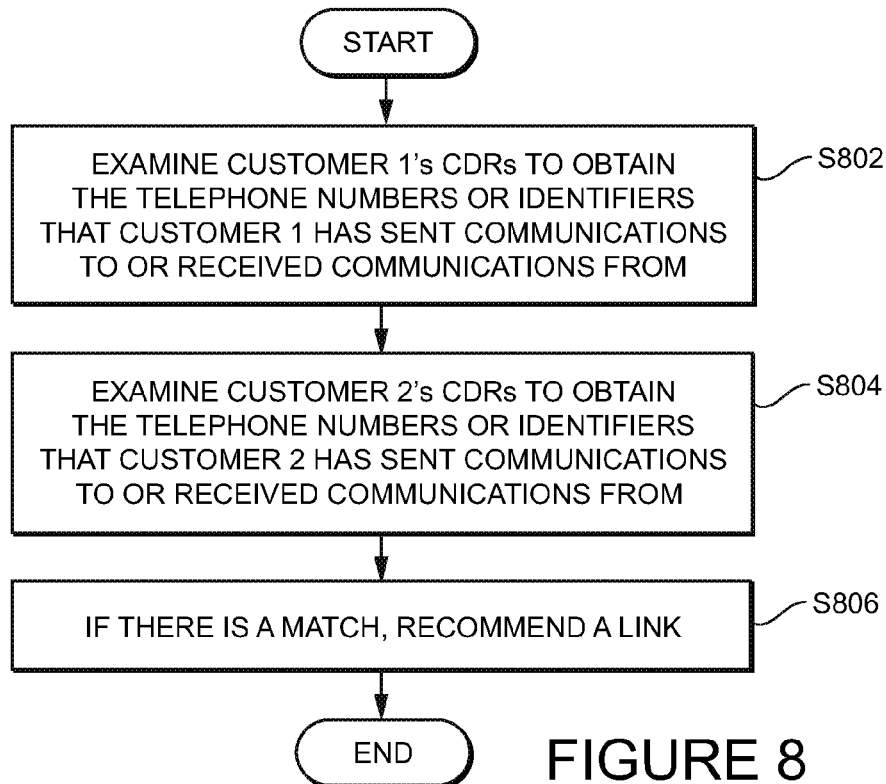 START
EXAMINE CUSTOMER 1's CDRs TO OBTAIN
THE TELEPHONE NUMBERS OR IDENTIFIERS
THAT CUSTOMER 1 HAS SENT COMMUNICATIONS
TO OR RECEIVED COMMUNICATIONS FROM
S802
EXAMINE CUSTOMER 2's CDRs TO OBTAIN
THE TELEPHONE NUMBERS OR IDENTIFIERS
THAT CUSTOMER 2 HAS SENT COMMUNICATIONS
TO OR RECEIVED COMMUNICATIONS FROM
S804
IF THERE IS A MATCH, RECOMMEND A LINK
S806
END
FIGURE 8